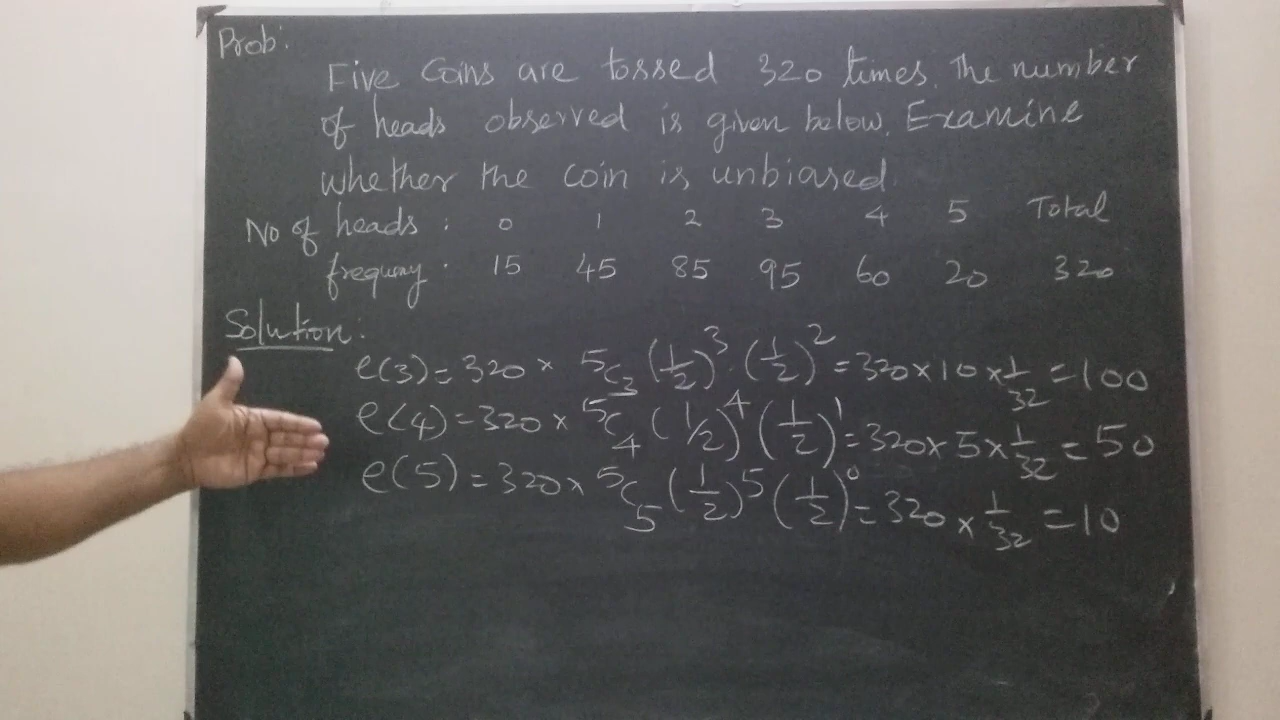 Prob:
Five Coins are tossed 320 times. The number
of heads observed is given below. Examine
whether the coin is unbiased.
No of heads : 0 1 2 3 4 5 Total
frequency : 15 45 85 95 60 20 320
Solution:
e(3) = 320 × 5C₃ (1/2)³ · (1/2)² = 320 × 10 × 1/32 = 100
e(4) = 320 × 5C₄ (1/2)⁴ (1/2)¹ = 320 × 5 × 1/32 = 50
e(5) = 320 × 5C₅ (1/2)⁵ (1/2)⁰ = 320 × 1/32 = 10